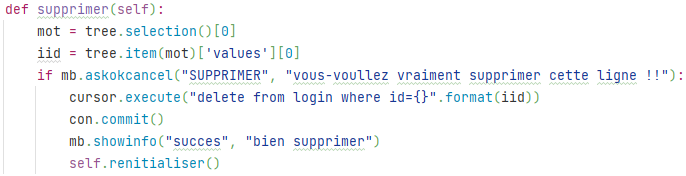 def supprimer(self):
    mot = tree.selection()[0]
    iid = tree.item(mot)['values'][0]
    if mb.askokcancel("SUPPRIMER", "vous-voullez vraiment supprimer cette ligne !!"):
        cursor.execute("delete from login where id={}".format(iid))
        con.commit()
        mb.showinfo("succes", "bien supprimer")
        self.renitialiser()